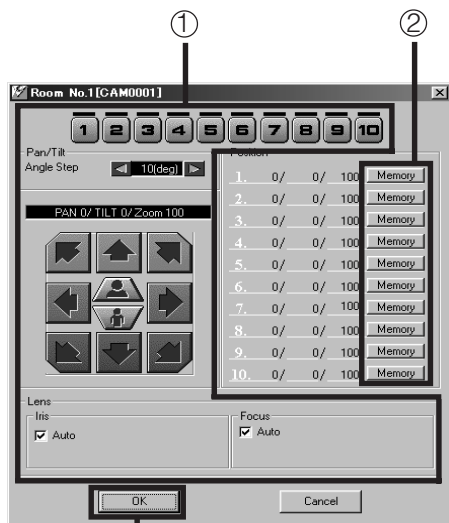 ① ②
Room No.1[CAM0001]
1 2 3 4 5 6 7 8 9 10
Pan/Tilt
Angle Step 10(deg)
PAN 0/ TILT 0/ Zoom 100
Position
1. 0/ 0/ 100 Memory
2. 0/ 0/ 100 Memory
3. 0/ 0/ 100 Memory
4. 0/ 0/ 100 Memory
5. 0/ 0/ 100 Memory
6. 0/ 0/ 100 Memory
7. 0/ 0/ 100 Memory
8. 0/ 0/ 100 Memory
9. 0/ 0/ 100 Memory
10. 0/ 0/ 100 Memory
Lens
Iris
Auto
Focus
Auto
OK Cancel